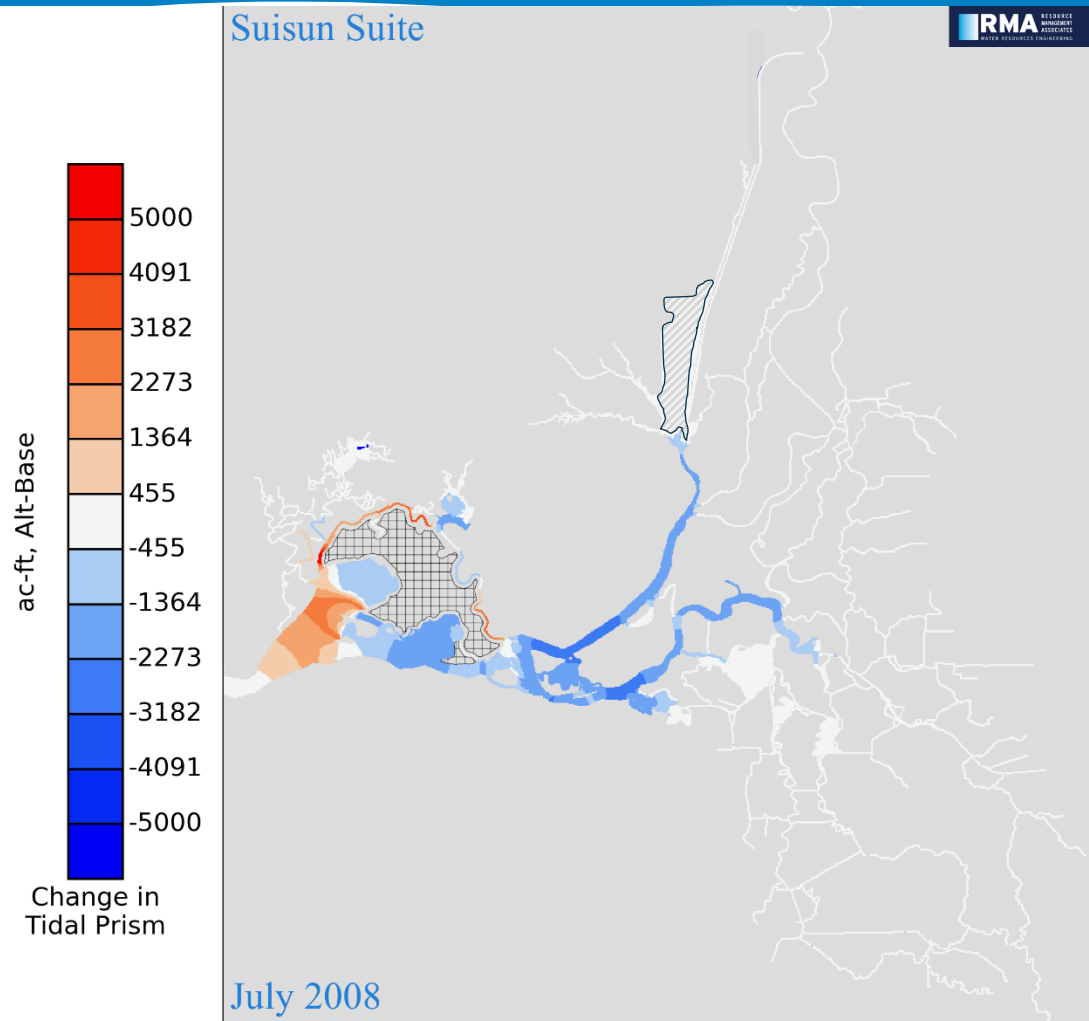 Suisun Suite
RMA
RESOURCE
MANAGEMENT
ASSOCIATES
WATER RESOURCES ENGINEERING
5000
4091
3182
2273
1364
455
-455
-1364
-2273
-3182
-4091
-5000
ac-ft, Alt-Base
Change in
Tidal Prism
July 2008